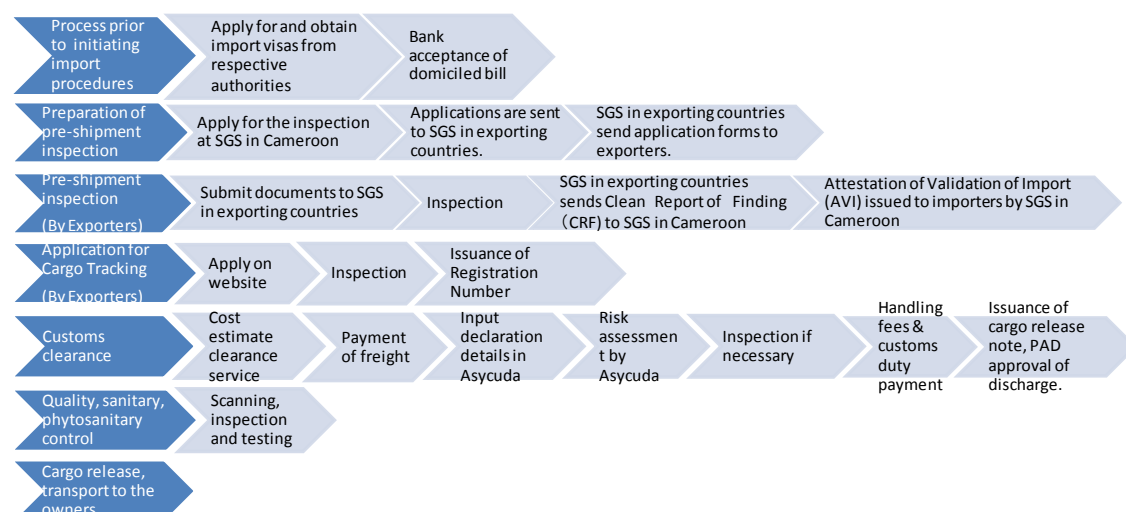 Process prior
to initiating
import
procedures
Apply for and obtain
import visas from
respective
authorities
Bank
acceptance of
domiciled bill
Preparation of
pre-shipment
inspection
Apply for the inspection
at SGS in Cameroon
Applications are sent
to SGS in exporting
countries.
SGS in exporting countries
send application forms to
exporters.
Pre-shipment
inspection
(By Exporters)
Submit documents to SGS
in exporting countries
Inspection
SGS in exporting countries
sends Clean Report of Finding
(CRF) to SGS in Cameroon
Attestation of Validation of Import
(AVI) issued to importers by SGS in
Cameroon
Application for
Cargo Tracking
(By Exporters)
Apply on
website
Inspection
Issuance of
Registration
Number
Customs
clearance
Cost
estimate
clearance
service
Payment
of freight
Input
declaration
details in
Asycuda
Risk
assessmen
t by
Asycuda
Inspection if
necessary
Handling
fees &
customs
duty
payment
Issuance of
cargo release
note, PAD
approval of
discharge.
Quality, sanitary,
phytosanitary
control
Scanning,
inspection
and testing
Cargo release,
transport to the
owners